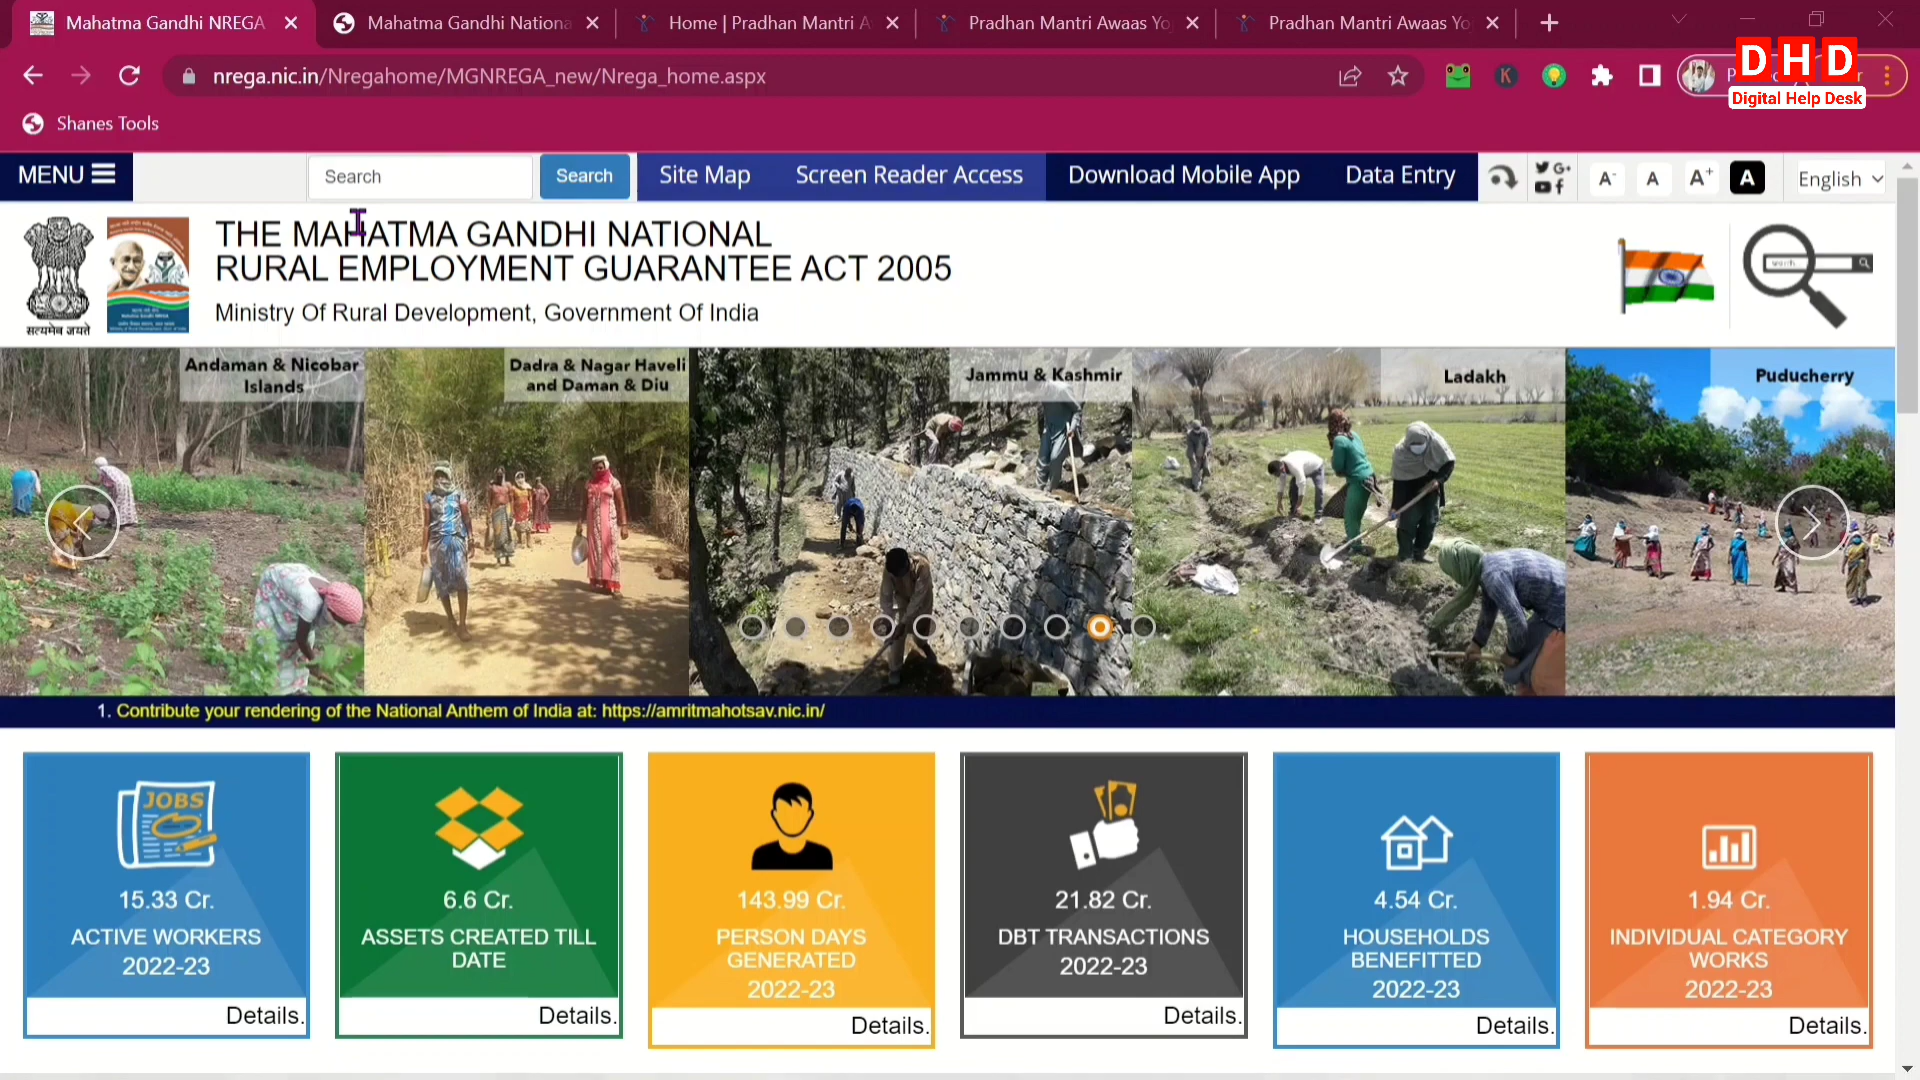 Mahatma Gandhi NREGA
Mahatma Gandhi Nationa
Home | Pradhan Mantri A
Pradhan Mantri Awaas Yo
Pradhan Mantri Awaas Yo
nrega.nic.in/Nregahome/MGNREGA_new/Nrega_home.aspx
K
DHD
Digital Help Desk
Shanes Tools
MENU
Search
Search
Site Map
Screen Reader Access
Download Mobile App
Data Entry
A-
A
A+
A
English
THE MAHATMA GANDHI NATIONAL
RURAL EMPLOYMENT GUARANTEE ACT 2005
Ministry Of Rural Development, Government Of India
सत्यमेव जयते
Andaman & Nicobar
Islands
Dadra & Nagar Haveli
and Daman & Diu
Jammu & Kashmir
Ladakh
Puducherry
1. Contribute your rendering of the National Anthem of India at: https://amritmahotsav.nic.in/
JOBS
15.33 Cr.
ACTIVE WORKERS
2022-23
Details.
6.6 Cr.
ASSETS CREATED TILL
DATE
Details.
143.99 Cr.
PERSON DAYS
GENERATED
2022-23
Details.
21.82 Cr.
DBT TRANSACTIONS
2022-23
Details.
4.54 Cr.
HOUSEHOLDS
BENEFITTED
2022-23
Details.
1.94 Cr.
INDIVIDUAL CATEGORY
WORKS
2022-23
Details.